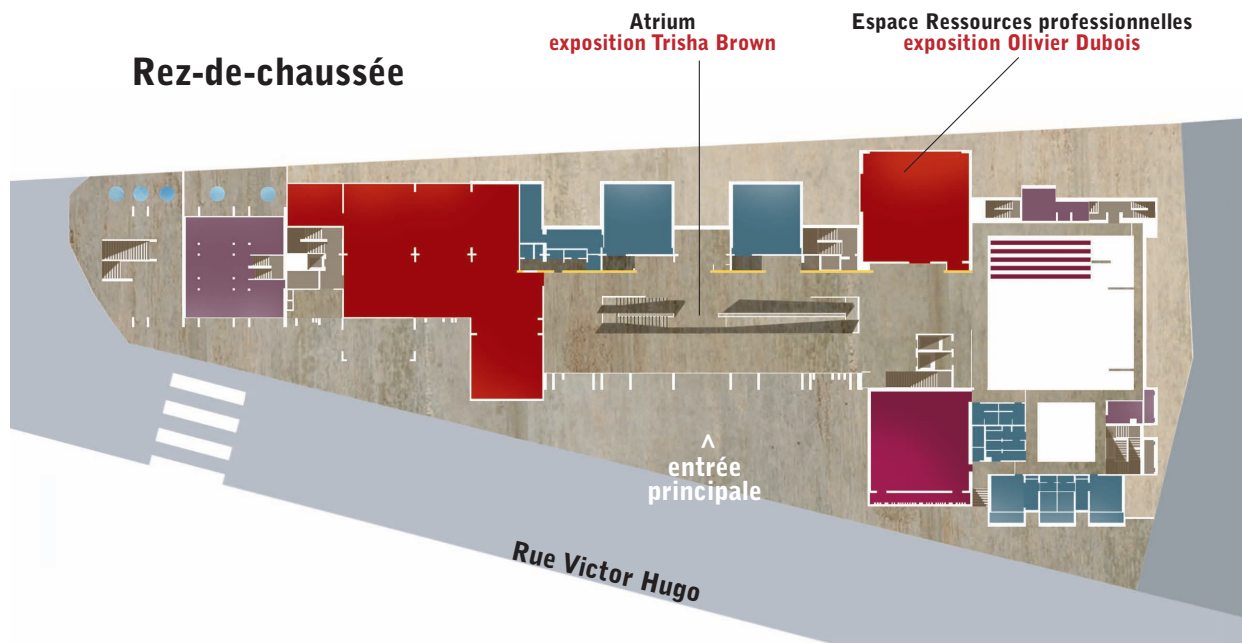 Atrium
exposition Trisha Brown
Espace Ressources professionnelles
exposition Olivier Dubois
Rez-de-chaussée
entrée
principale
Rue Victor Hugo